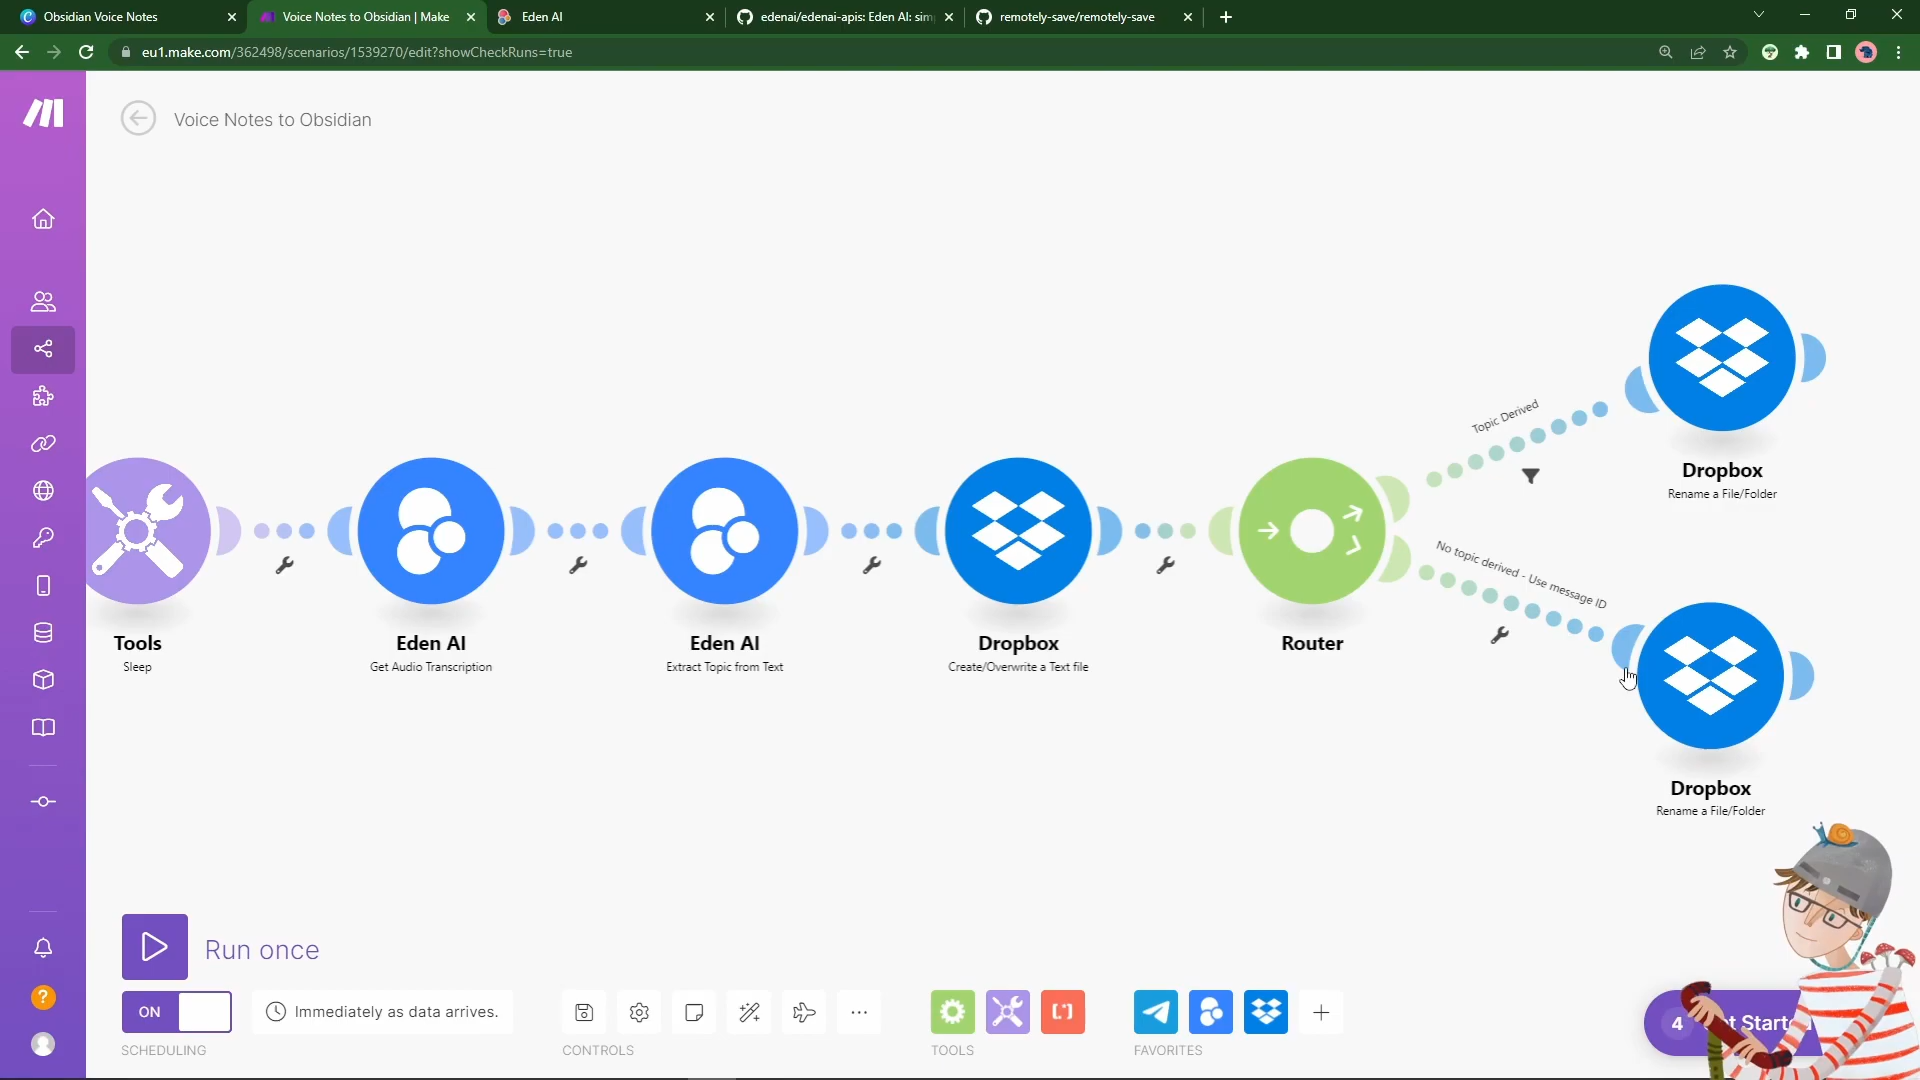 Obsidian Voice Notes
Voice Notes to Obsidian | Make
Eden AI
edenai/edenai-apis: Eden AI: sim
remotely-save/remotely-save
eu1.make.com/362498/scenarios/1539270/edit?showCheckRuns=true
Voice Notes to Obsidian
Topic Derived
Dropbox
Rename a File/Folder
No topic derived - Use message ID
Tools
Sleep
Eden AI
Get Audio Transcription
Eden AI
Extract Topic from Text
Dropbox
Create/Overwrite a Text file
Router
Dropbox
Rename a File/Folder
Run once
ON
Immediately as data arrives.
SCHEDULING
CONTROLS
TOOLS
FAVORITES
?
4